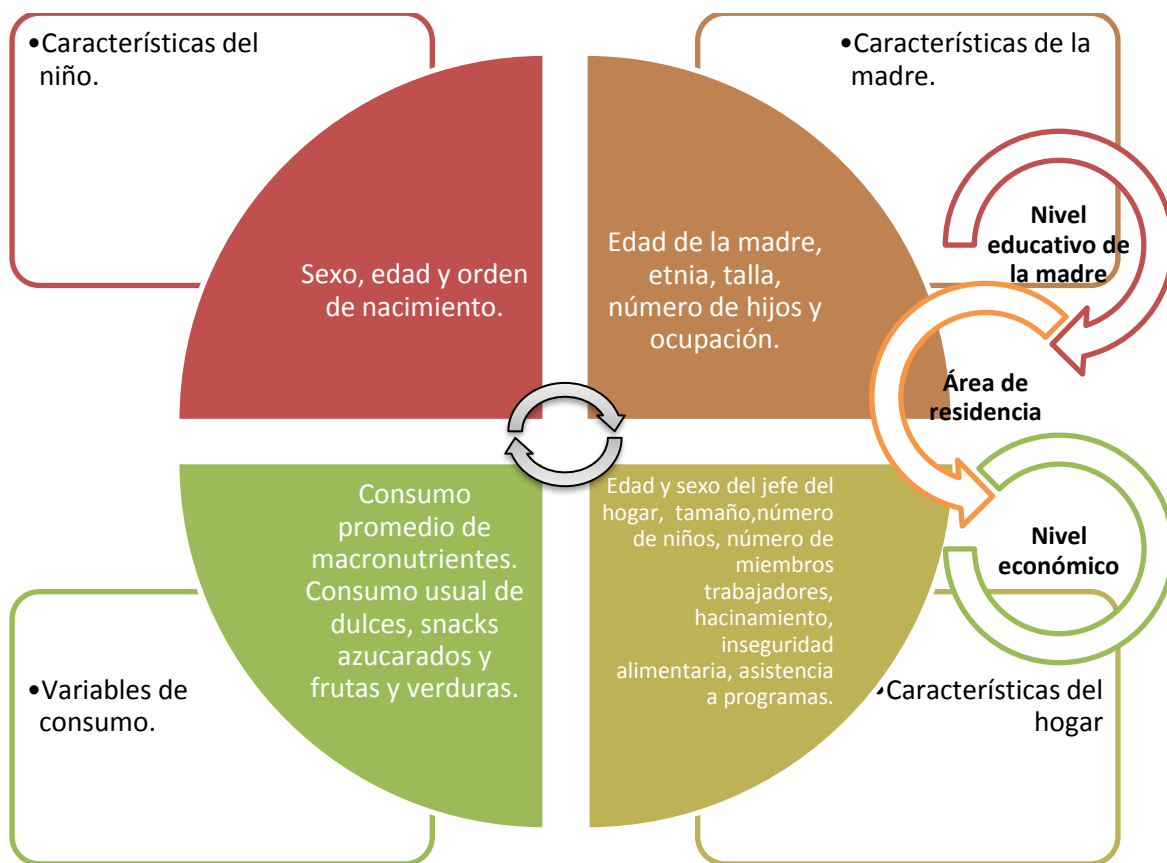 •Características del
niño.
•Características de la
madre.
Sexo, edad y orden
de nacimiento.
Edad de la madre,
etnia, talla,
número de hijos y
ocupación.
Nivel
educativo de
la madre
Área de
residencia
Nivel
económico
Consumo
promedio de
macronutrientes.
Consumo usual de
dulces, snacks
azucarados y
frutas y verduras.
Edad y sexo del jefe del
hogar, tamaño,número
de niños, número de
miembros
trabajadores,
hacinamiento,
inseguridad
alimentaria, asistencia
a programas.
•Variables de
consumo.
•Características del
hogar